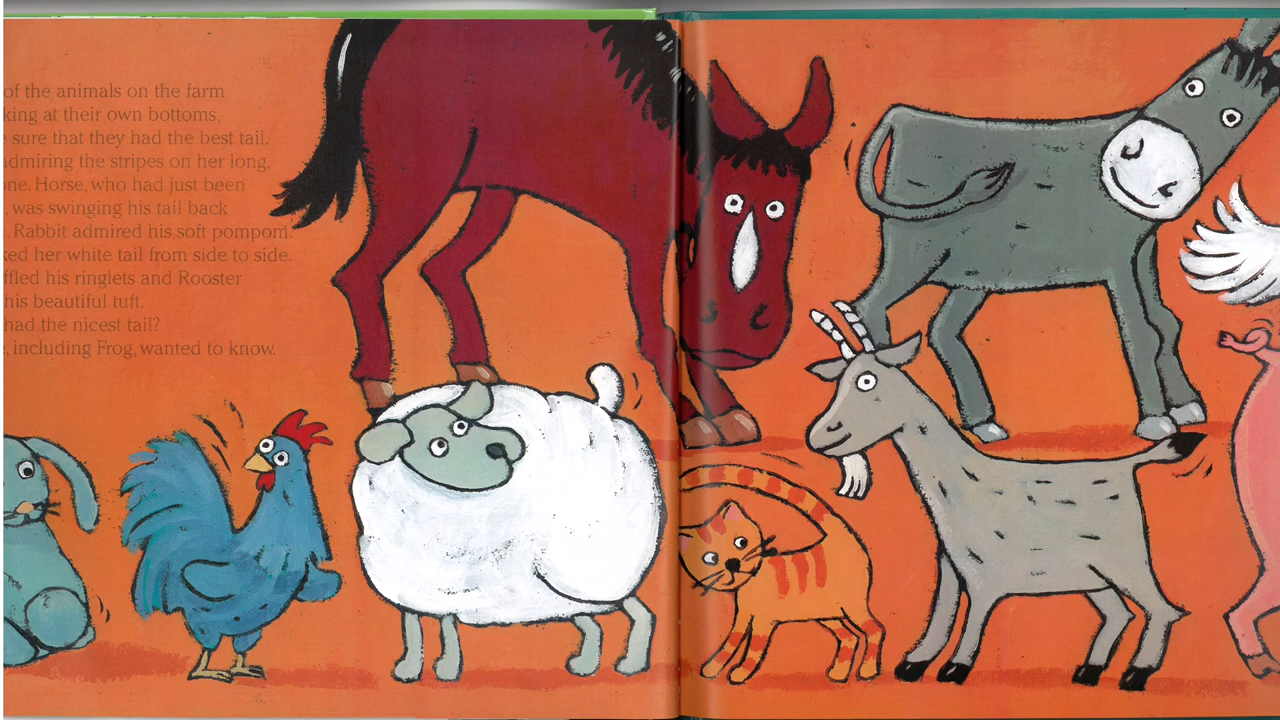 of the animals on the farm
king at their own bottoms,
sure that they had the best tail.
admiring the stripes on her long,
one. Horse, who had just been
, was swinging his tail back
. Rabbit admired his soft pompom.
ked her white tail from side to side.
ffled his ringlets and Rooster
his beautiful tuft.
had the nicest tail?
, including Frog, wanted to know.